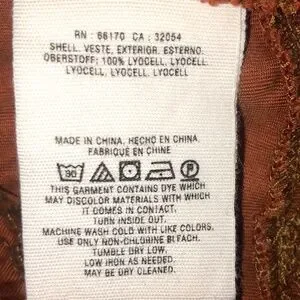 RN : 66170 CA : 32054
SHELL. VESTE. EXTERIOR. ESTERNO.
OBERSTOFF; 100% LYOCELL. LYOCELL.
LYOCELL. LYOCELL. LYOCELL
MADE IN CHINA. HECHO EN CHINA.
FABRIQUÉ EN CHINE
30
P
THIS GARMENT CONTAINS DYE WHICH
MAY DISCOLOR MATERIALS WITH WHICH
IT COMES IN CONTACT.
TURN INSIDE OUT.
MACHINE WASH COLD WITH LIKE COLORS.
USE ONLY NON-CHLORINE BLEACH.
TUMBLE DRY LOW.
LOW IRON AS NEEDED.
MAY BE DRY CLEANED.